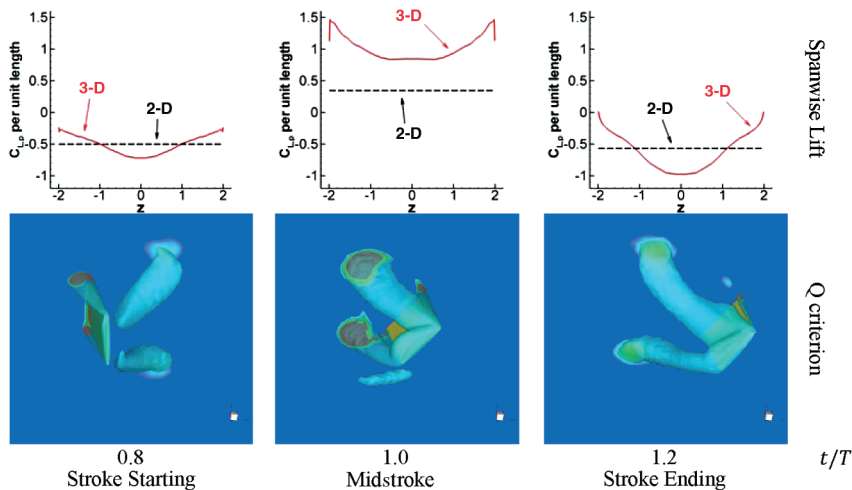 1.5
1
0.5
0
-0.5
-1
C_L,P per unit length
3-D
2-D
-2 -1 0 1 2
z
1.5
1
0.5
0
-0.5
-1
C_L,P per unit length
3-D
2-D
-2 -1 0 1 2
z
1.5
1
0.5
0
-0.5
-1
C_L,P per unit length
3-D
2-D
-2 -1 0 1 2
z
Spanwise Lift
Q criterion
0.8
Stroke Starting
1.0
Midstroke
1.2
Stroke Ending
t/T